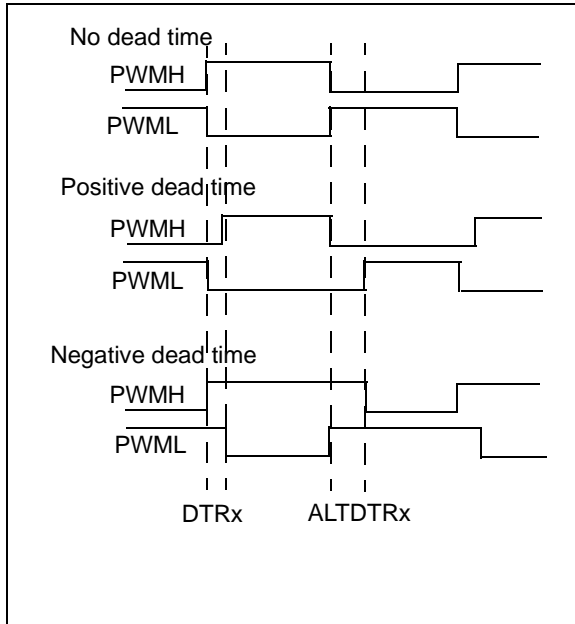 No dead time
PWMH
PWML
Positive dead time
PWMH
PWML
Negative dead time
PWMH
PWML
DTRx ALTDTRx